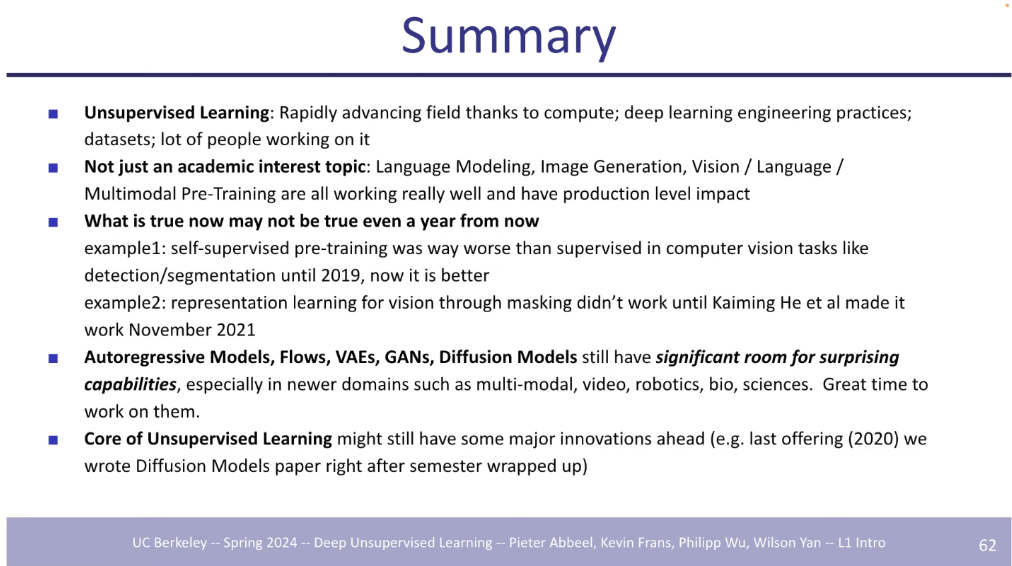 Summary
■ Unsupervised Learning: Rapidly advancing field thanks to compute; deep learning engineering practices;
datasets; lot of people working on it
■ Not just an academic interest topic: Language Modeling, Image Generation, Vision / Language /
Multimodal Pre-Training are all working really well and have production level impact
■ What is true now may not be true even a year from now
example1: self-supervised pre-training was way worse than supervised in computer vision tasks like
detection/segmentation until 2019, now it is better
example2: representation learning for vision through masking didn’t work until Kaiming He et al made it
work November 2021
■ Autoregressive Models, Flows, VAEs, GANs, Diffusion Models still have significant room for surprising
capabilities, especially in newer domains such as multi-modal, video, robotics, bio, sciences.  Great time to
work on them.
■ Core of Unsupervised Learning might still have some major innovations ahead (e.g. last offering (2020) we
wrote Diffusion Models paper right after semester wrapped up)
UC Berkeley -- Spring 2024 -- Deep Unsupervised Learning -- Pieter Abbeel, Kevin Frans, Philipp Wu, Wilson Yan -- L1 Intro
62